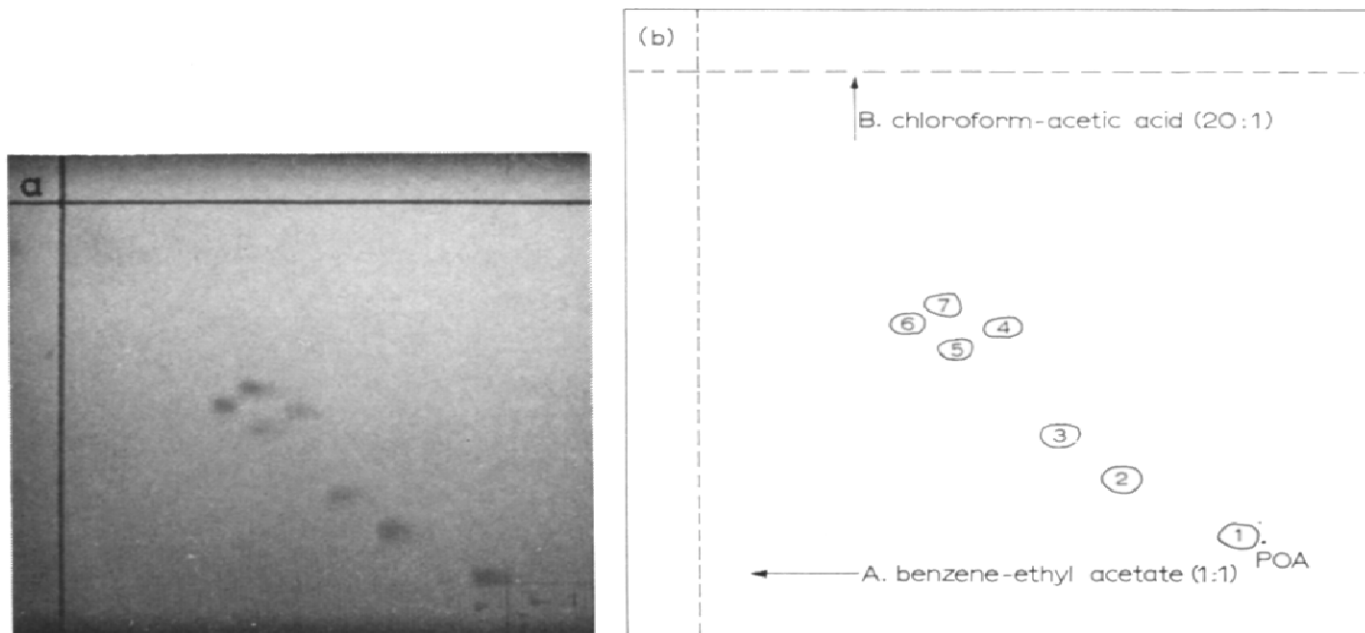 a
(b)
B. chloroform-acetic acid (20:1)
7
6
4
5
3
2
1
POA
A. benzene-ethyl acetate (1:1)